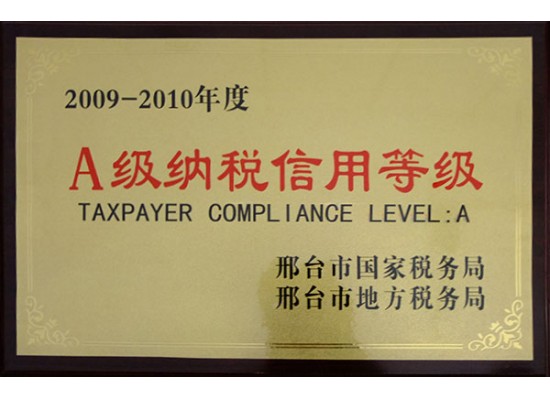 2009-2010年度
A级纳税信用等级
TAXPAYER COMPLIANCE LEVEL:A
邢台市国家税务局
邢台市地方税务局